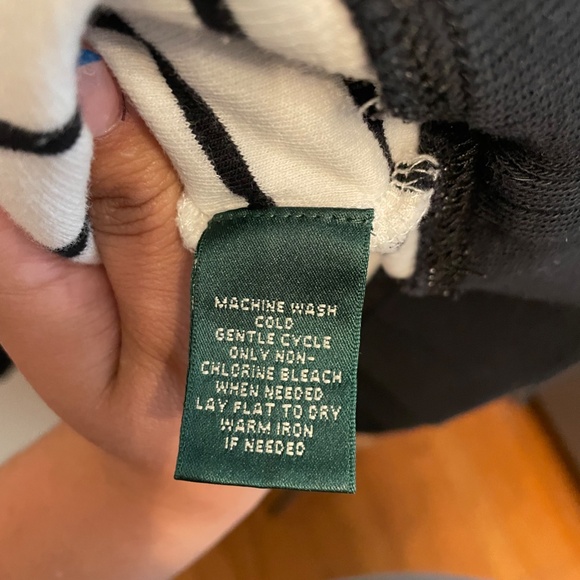 MACHINE WASH
COLD
GENTLE CYCLE
ONLY NON-
CHLORINE BLEACH
WHEN NEEDED
LAY FLAT TO DRY
WARM IRON
IF NEEDED